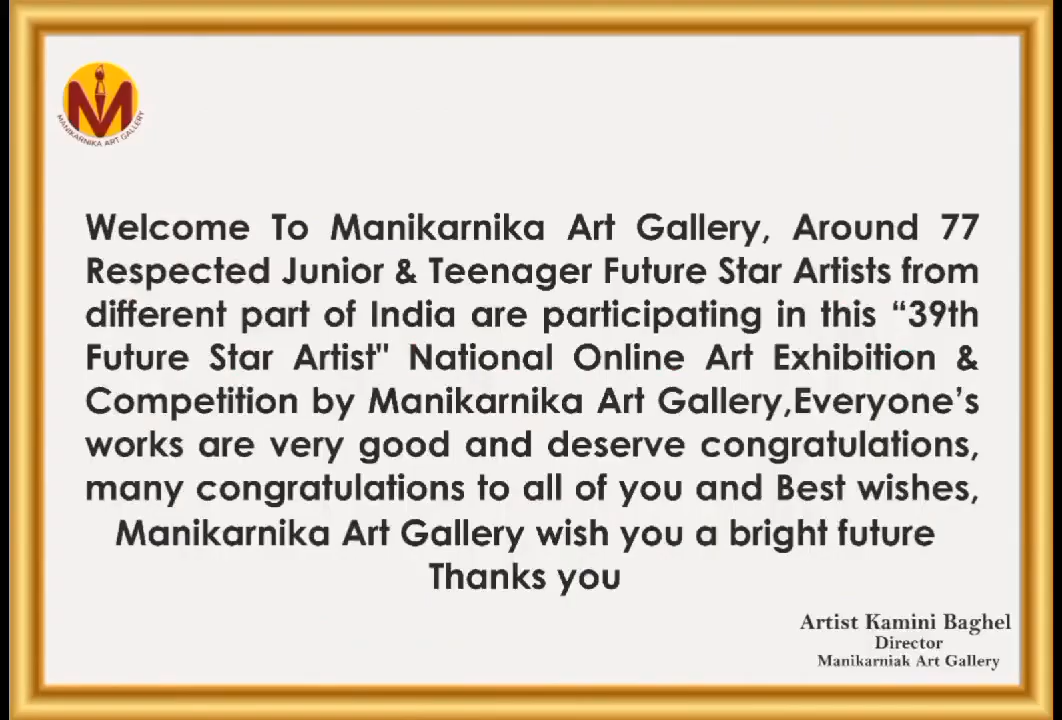 MANIKARNIKA ART GALLERY
Welcome To Manikarnika Art Gallery, Around 77
Respected Junior & Teenager Future Star Artists from
different part of India are participating in this “39th
Future Star Artist" National Online Art Exhibition &
Competition by Manikarnika Art Gallery,Everyone’s
works are very good and deserve congratulations,
many congratulations to all of you and Best wishes,
Manikarnika Art Gallery wish you a bright future
Thanks you
Artist Kamini Baghel
Director
Manikarniak Art Gallery